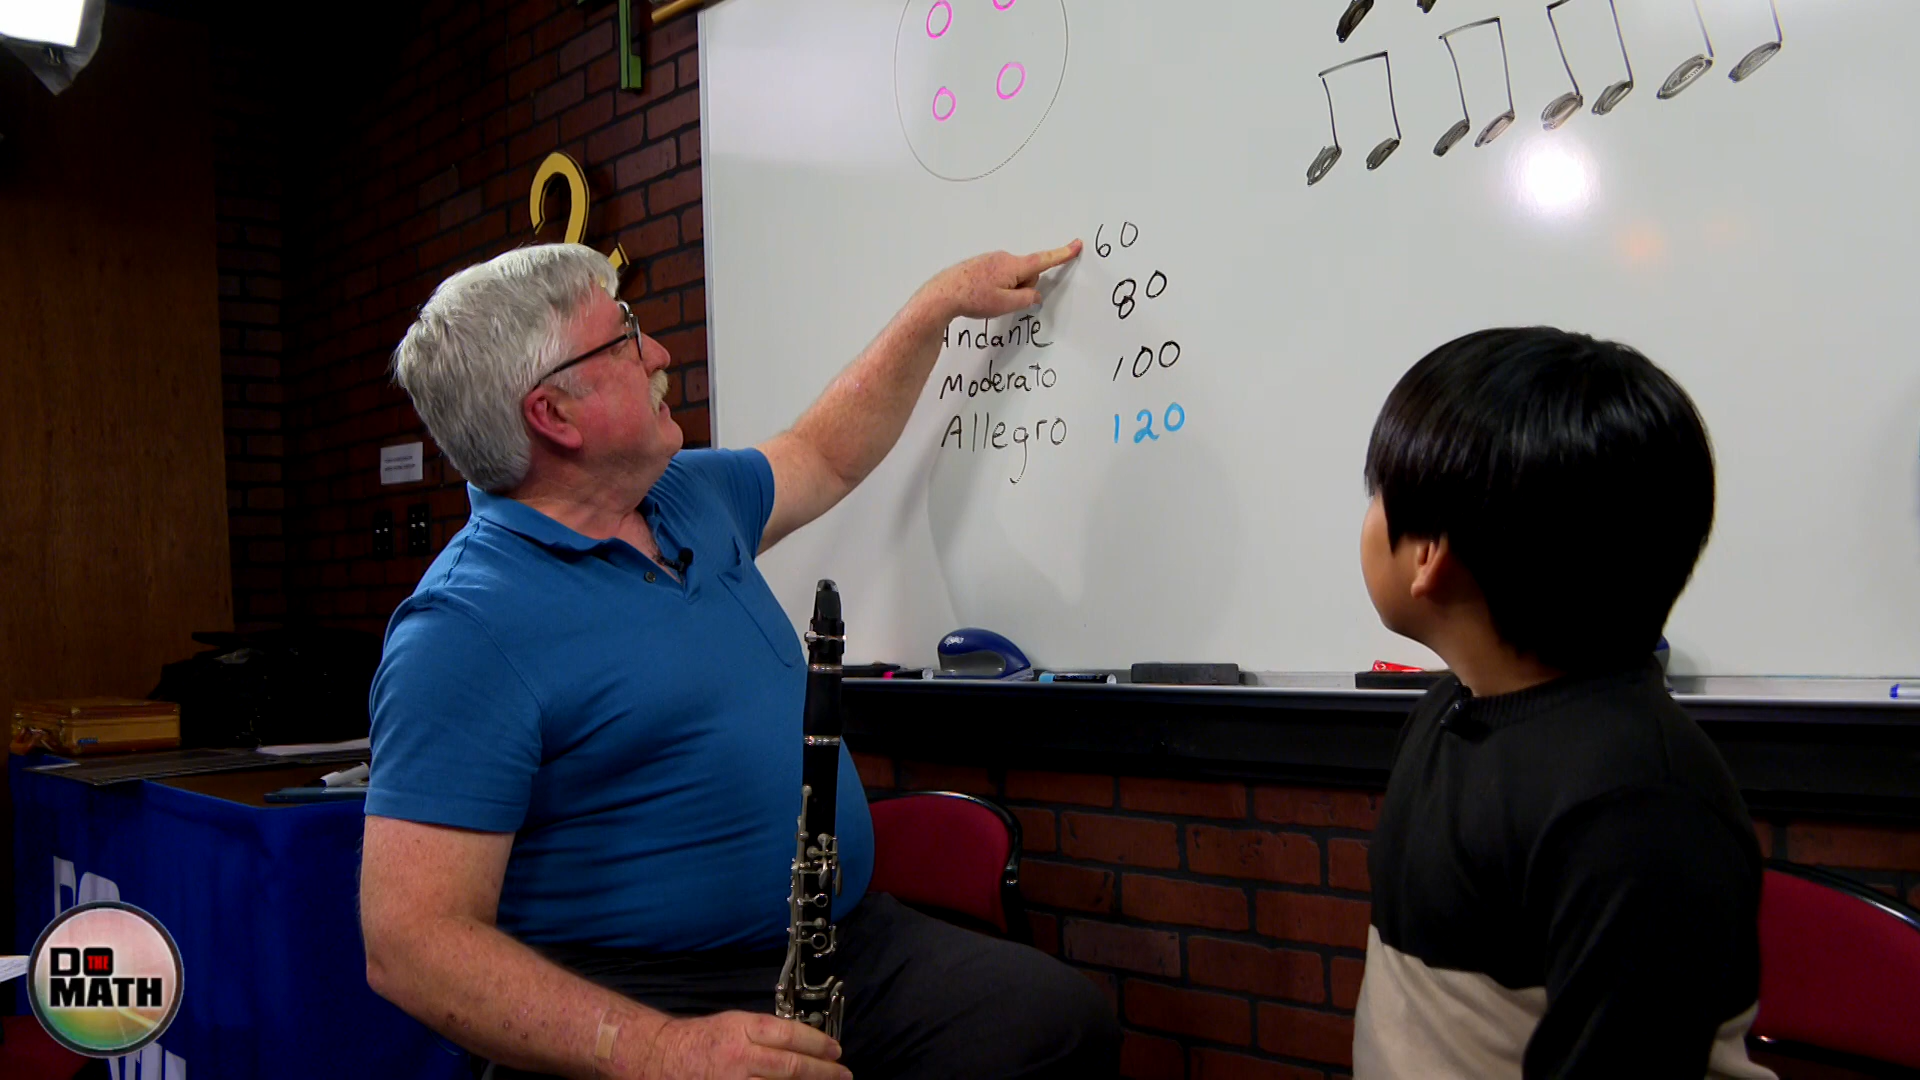 60
80
Andante
Moderato 100
Allegro 120
DO THE
MATH